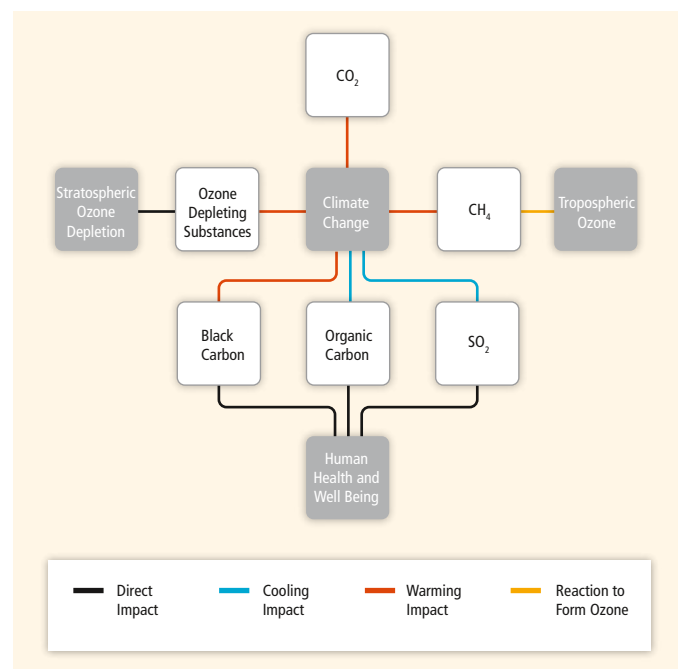 CO₂
Stratospheric
Ozone
Depletion
Ozone
Depleting
Substances
Climate
Change
CH₄
Tropospheric
Ozone
Black
Carbon
Organic
Carbon
SO₂
Human
Health and
Well Being
Direct
Impact
Cooling
Impact
Warming
Impact
Reaction to
Form Ozone